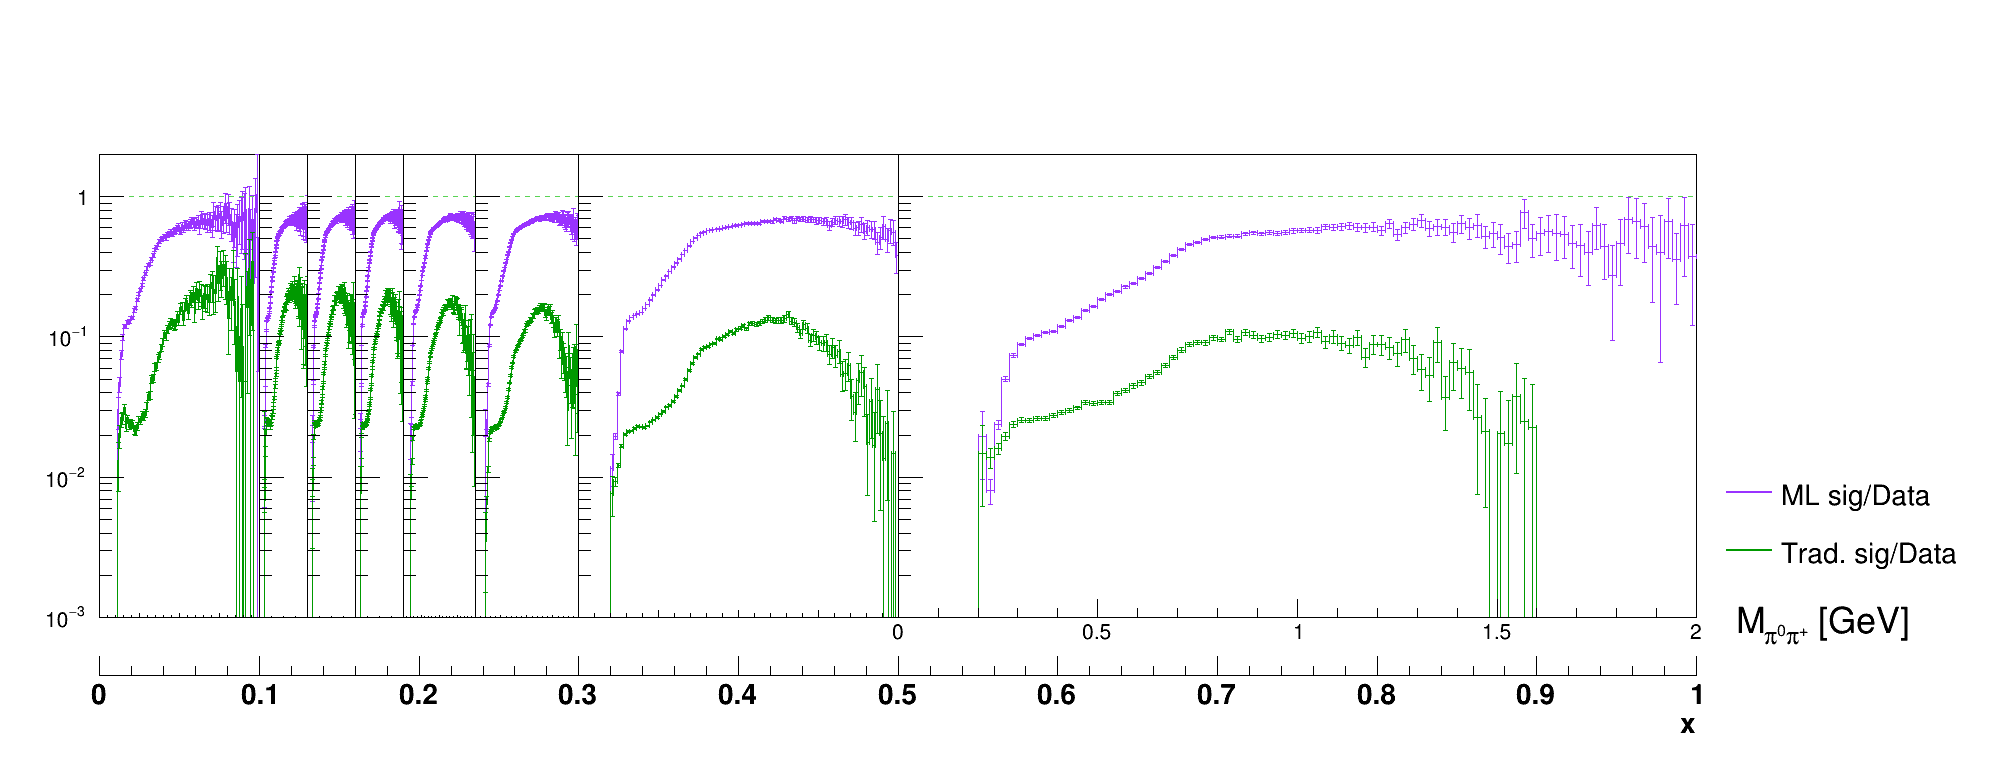 1
10⁻¹
10⁻²
10⁻³
0 0.5 1 1.5 2
ML sig/Data
Trad. sig/Data
M_π⁰π⁺ [GeV]
0 0.1 0.2 0.3 0.4 0.5 0.6 0.7 0.8 0.9 1
x